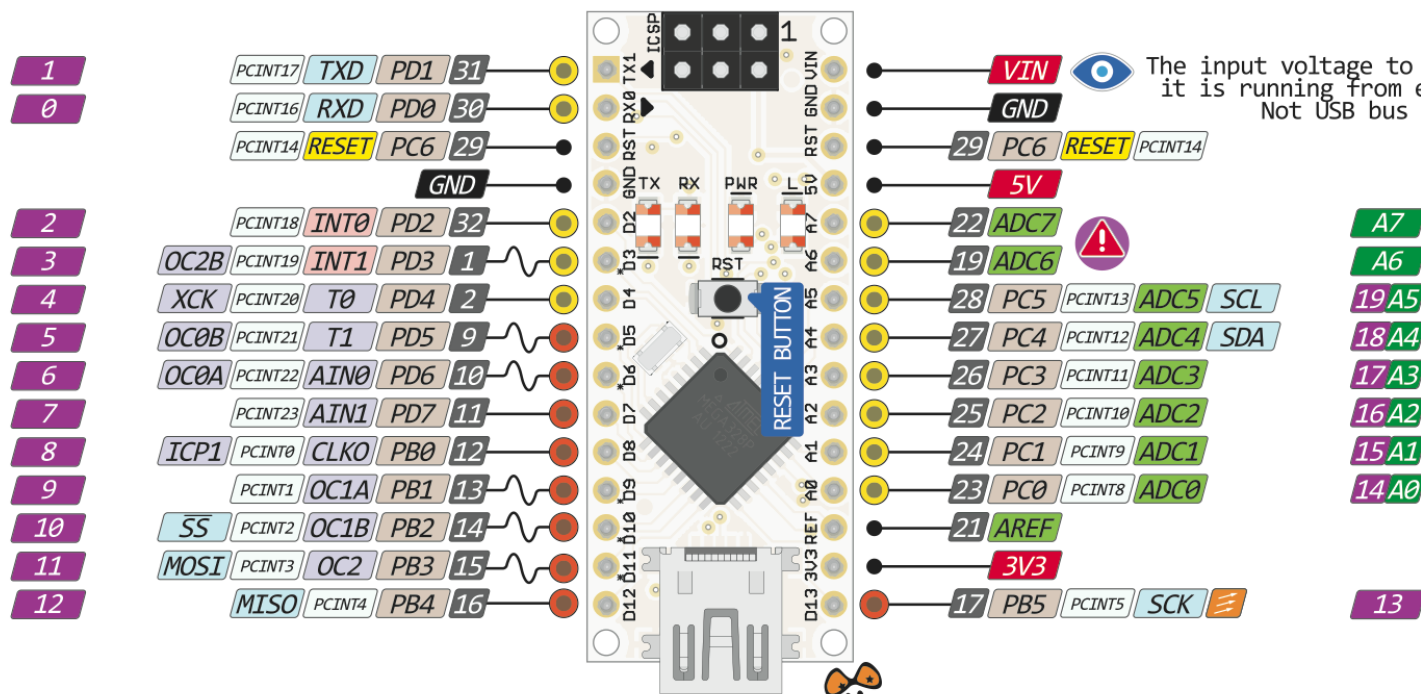 ICSP 1
1 PCINT17 TXD PD1 31 TX1 VIN VIN The input voltage to
0 PCINT16 RXD PD0 30 RX0 GND GND it is running from
PCINT14 RESET PC6 29 RST RST 29 PC6 RESET PCINT14 Not USB bus
GND GND 5V 5V
TX RX PWR L
2 PCINT18 INT0 PD2 32 D2 A7 22 ADC7 A7
3 OC2B PCINT19 INT1 PD3 1 *D3 A6 19 ADC6 A6
RST
4 XCK PCINT20 T0 PD4 2 D4 A5 28 PC5 PCINT13 ADC5 SCL 19 A5
5 OC0B PCINT21 T1 PD5 9 *D5 A4 27 PC4 PCINT12 ADC4 SDA 18 A4
RESET BUTTON
6 OC0A PCINT22 AIN0 PD6 10 *D6 A3 26 PC3 PCINT11 ADC3 17 A3
7 PCINT23 AIN1 PD7 11 D7 A2 25 PC2 PCINT10 ADC2 16 A2
8 ICP1 PCINT0 CLKO PB0 12 D8 A1 24 PC1 PCINT9 ADC1 15 A1
9 PCINT1 OC1A PB1 13 *D9 A0 23 PC0 PCINT8 ADC0 14 A0
10 SS PCINT2 OC1B PB2 14 *D10 REF 21 AREF
11 MOSI PCINT3 OC2 PB3 15 *D11 3V3 3V3
12 MISO PCINT4 PB4 16 D12 D13 17 PB5 PCINT5 SCK 13